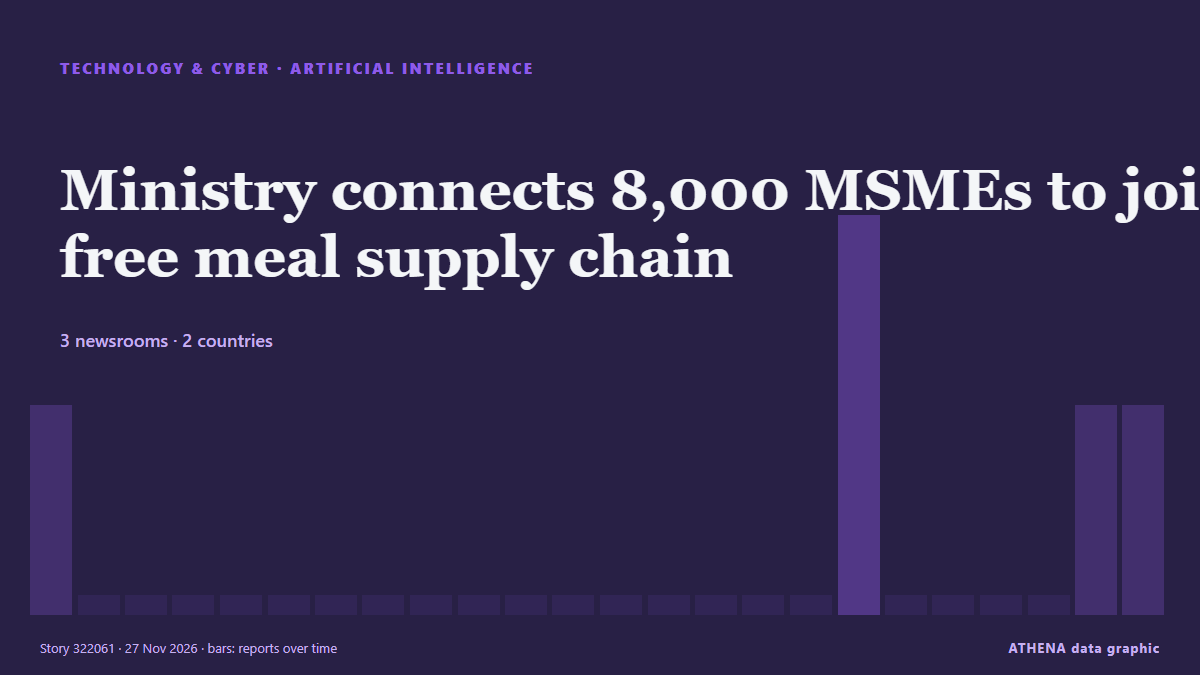 TECHNOLOGY & CYBER · ARTIFICIAL INTELLIGENCE
Ministry connects 8,000 MSMEs to joi
free meal supply chain
3 newsrooms · 2 countries
Story 322061 · 27 Nov 2026 · bars: reports over time
ATHENA data graphic